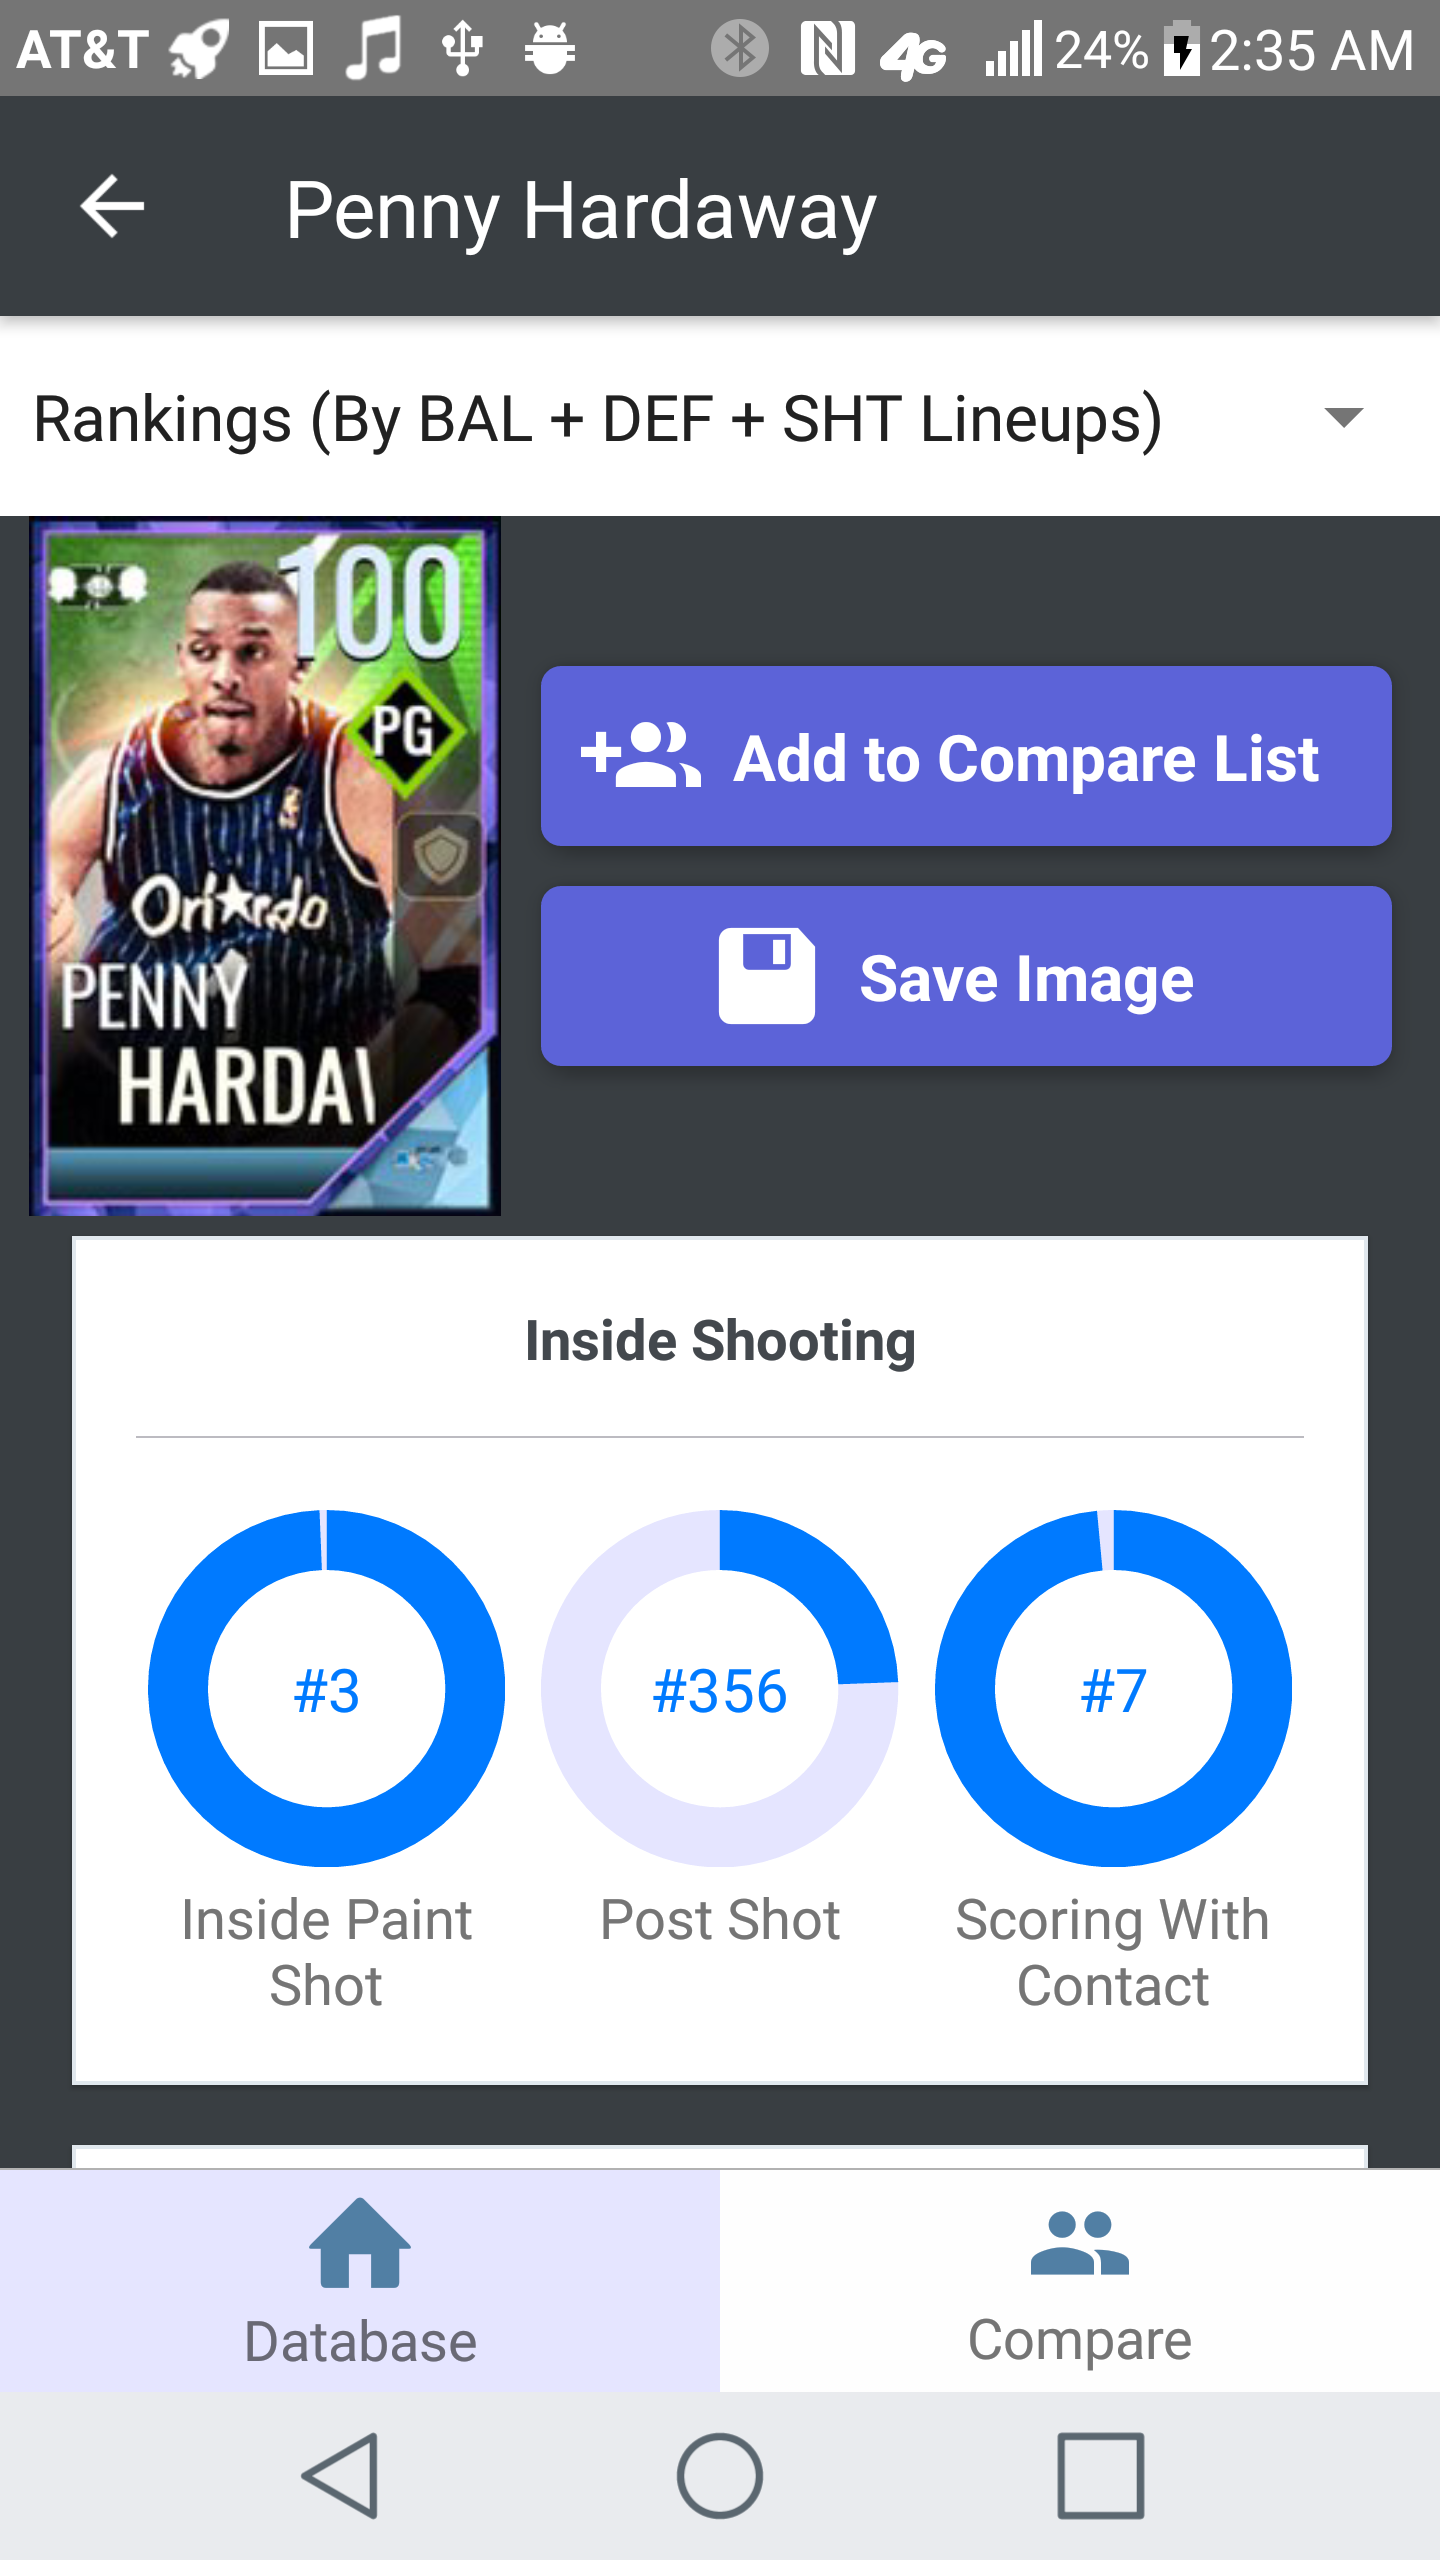 AT&T 4G 24% 2:35 AM
Penny Hardaway
Rankings (By BAL + DEF + SHT Lineups)
100
PG
Orlando
PENNY
HARDAW
Add to Compare List
Save Image
Inside Shooting
#3
#356
#7
Inside Paint
Shot
Post Shot
Scoring With
Contact
Database
Compare